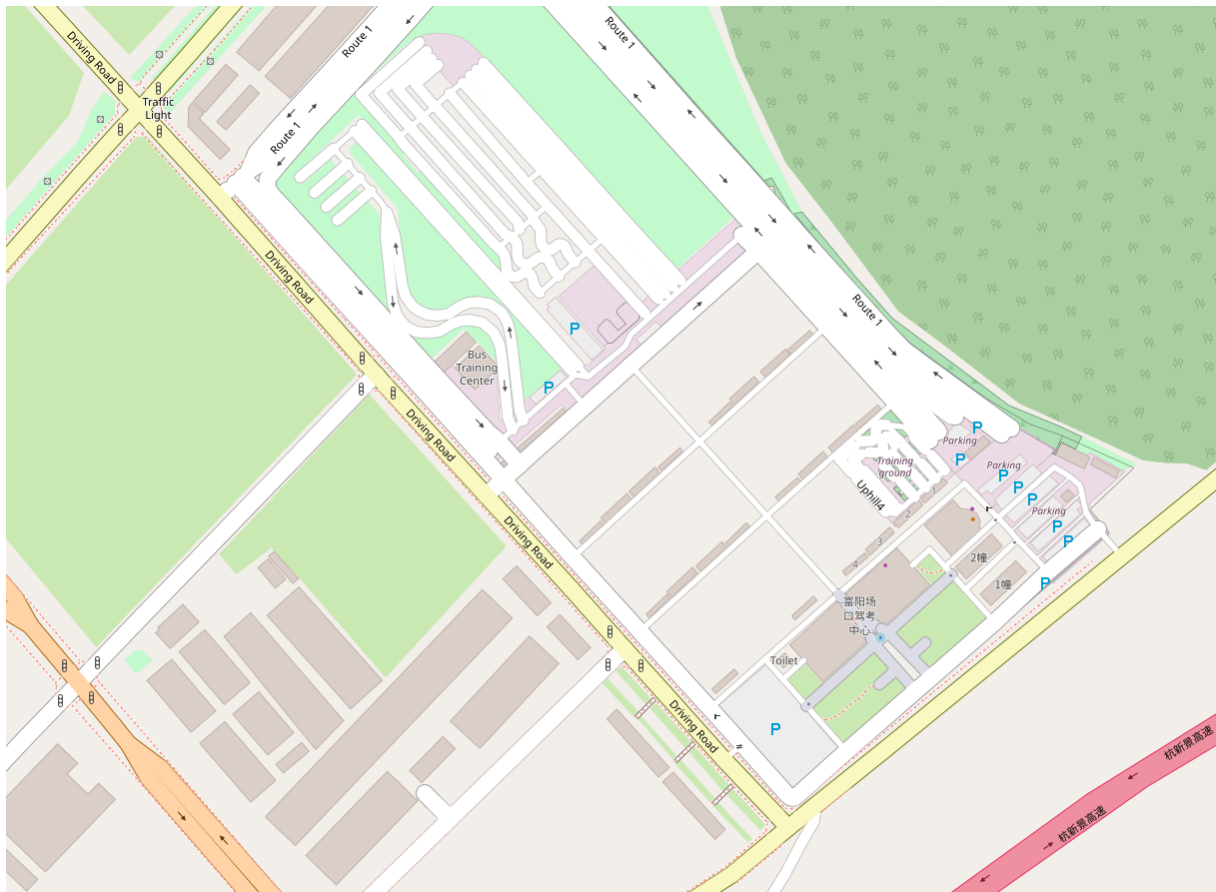 Route 1
Route 1
Driving Road
Traffic
Light
Route 1
Driving Road
Route 1
P
Bus
Training
Center
P
Driving Road
P
Parking
P
Training
ground
Parking
P
P
P
Uphill4
1
2
Parking
P
Driving Road
3
P
2幢
4
1幢
P
富阳场
口驾考
中心
Toilet
Driving Road
P
杭新景高速
杭新景高速